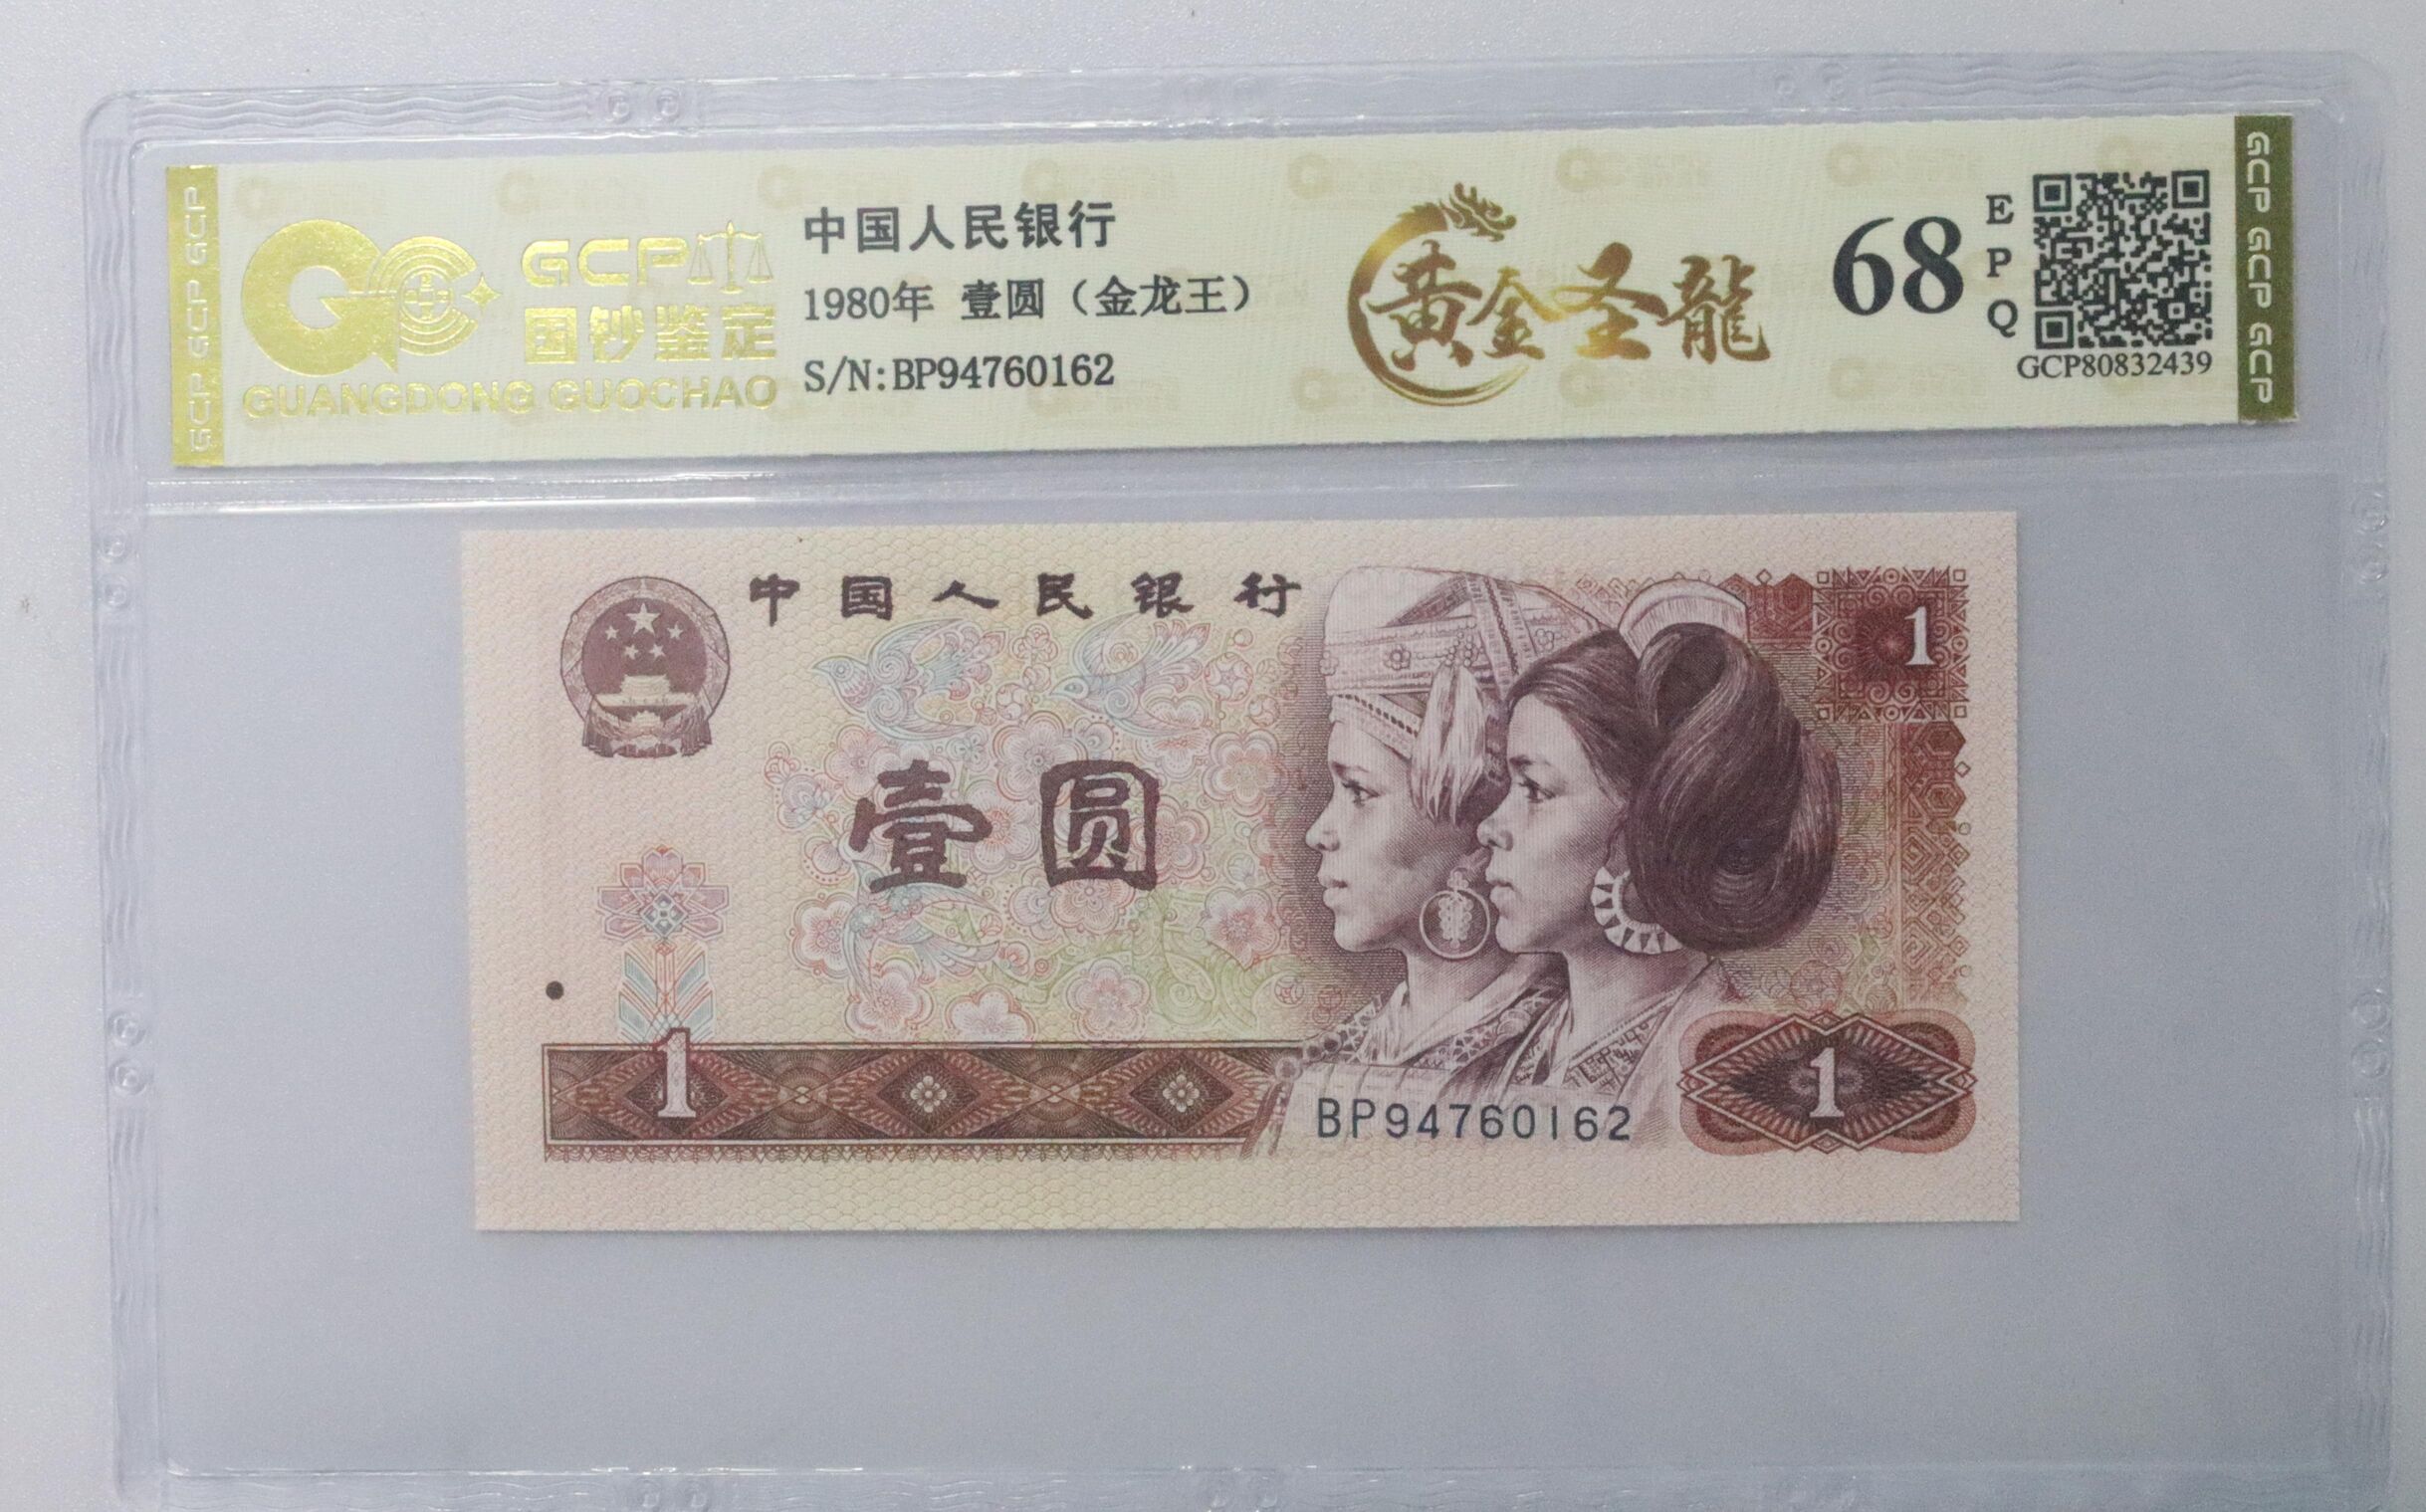 GCP GCP GCP
GCP
国钞鉴定
GUANGDONG GUOCHAO
中国人民银行
1980年 壹圆（金龙王）
S/N:BP94760162
黄金圣龍
68
EPQ
GCP80832439
GCP GCP GCP
中国人民银行
1
壹圆
1
BP94760162
1